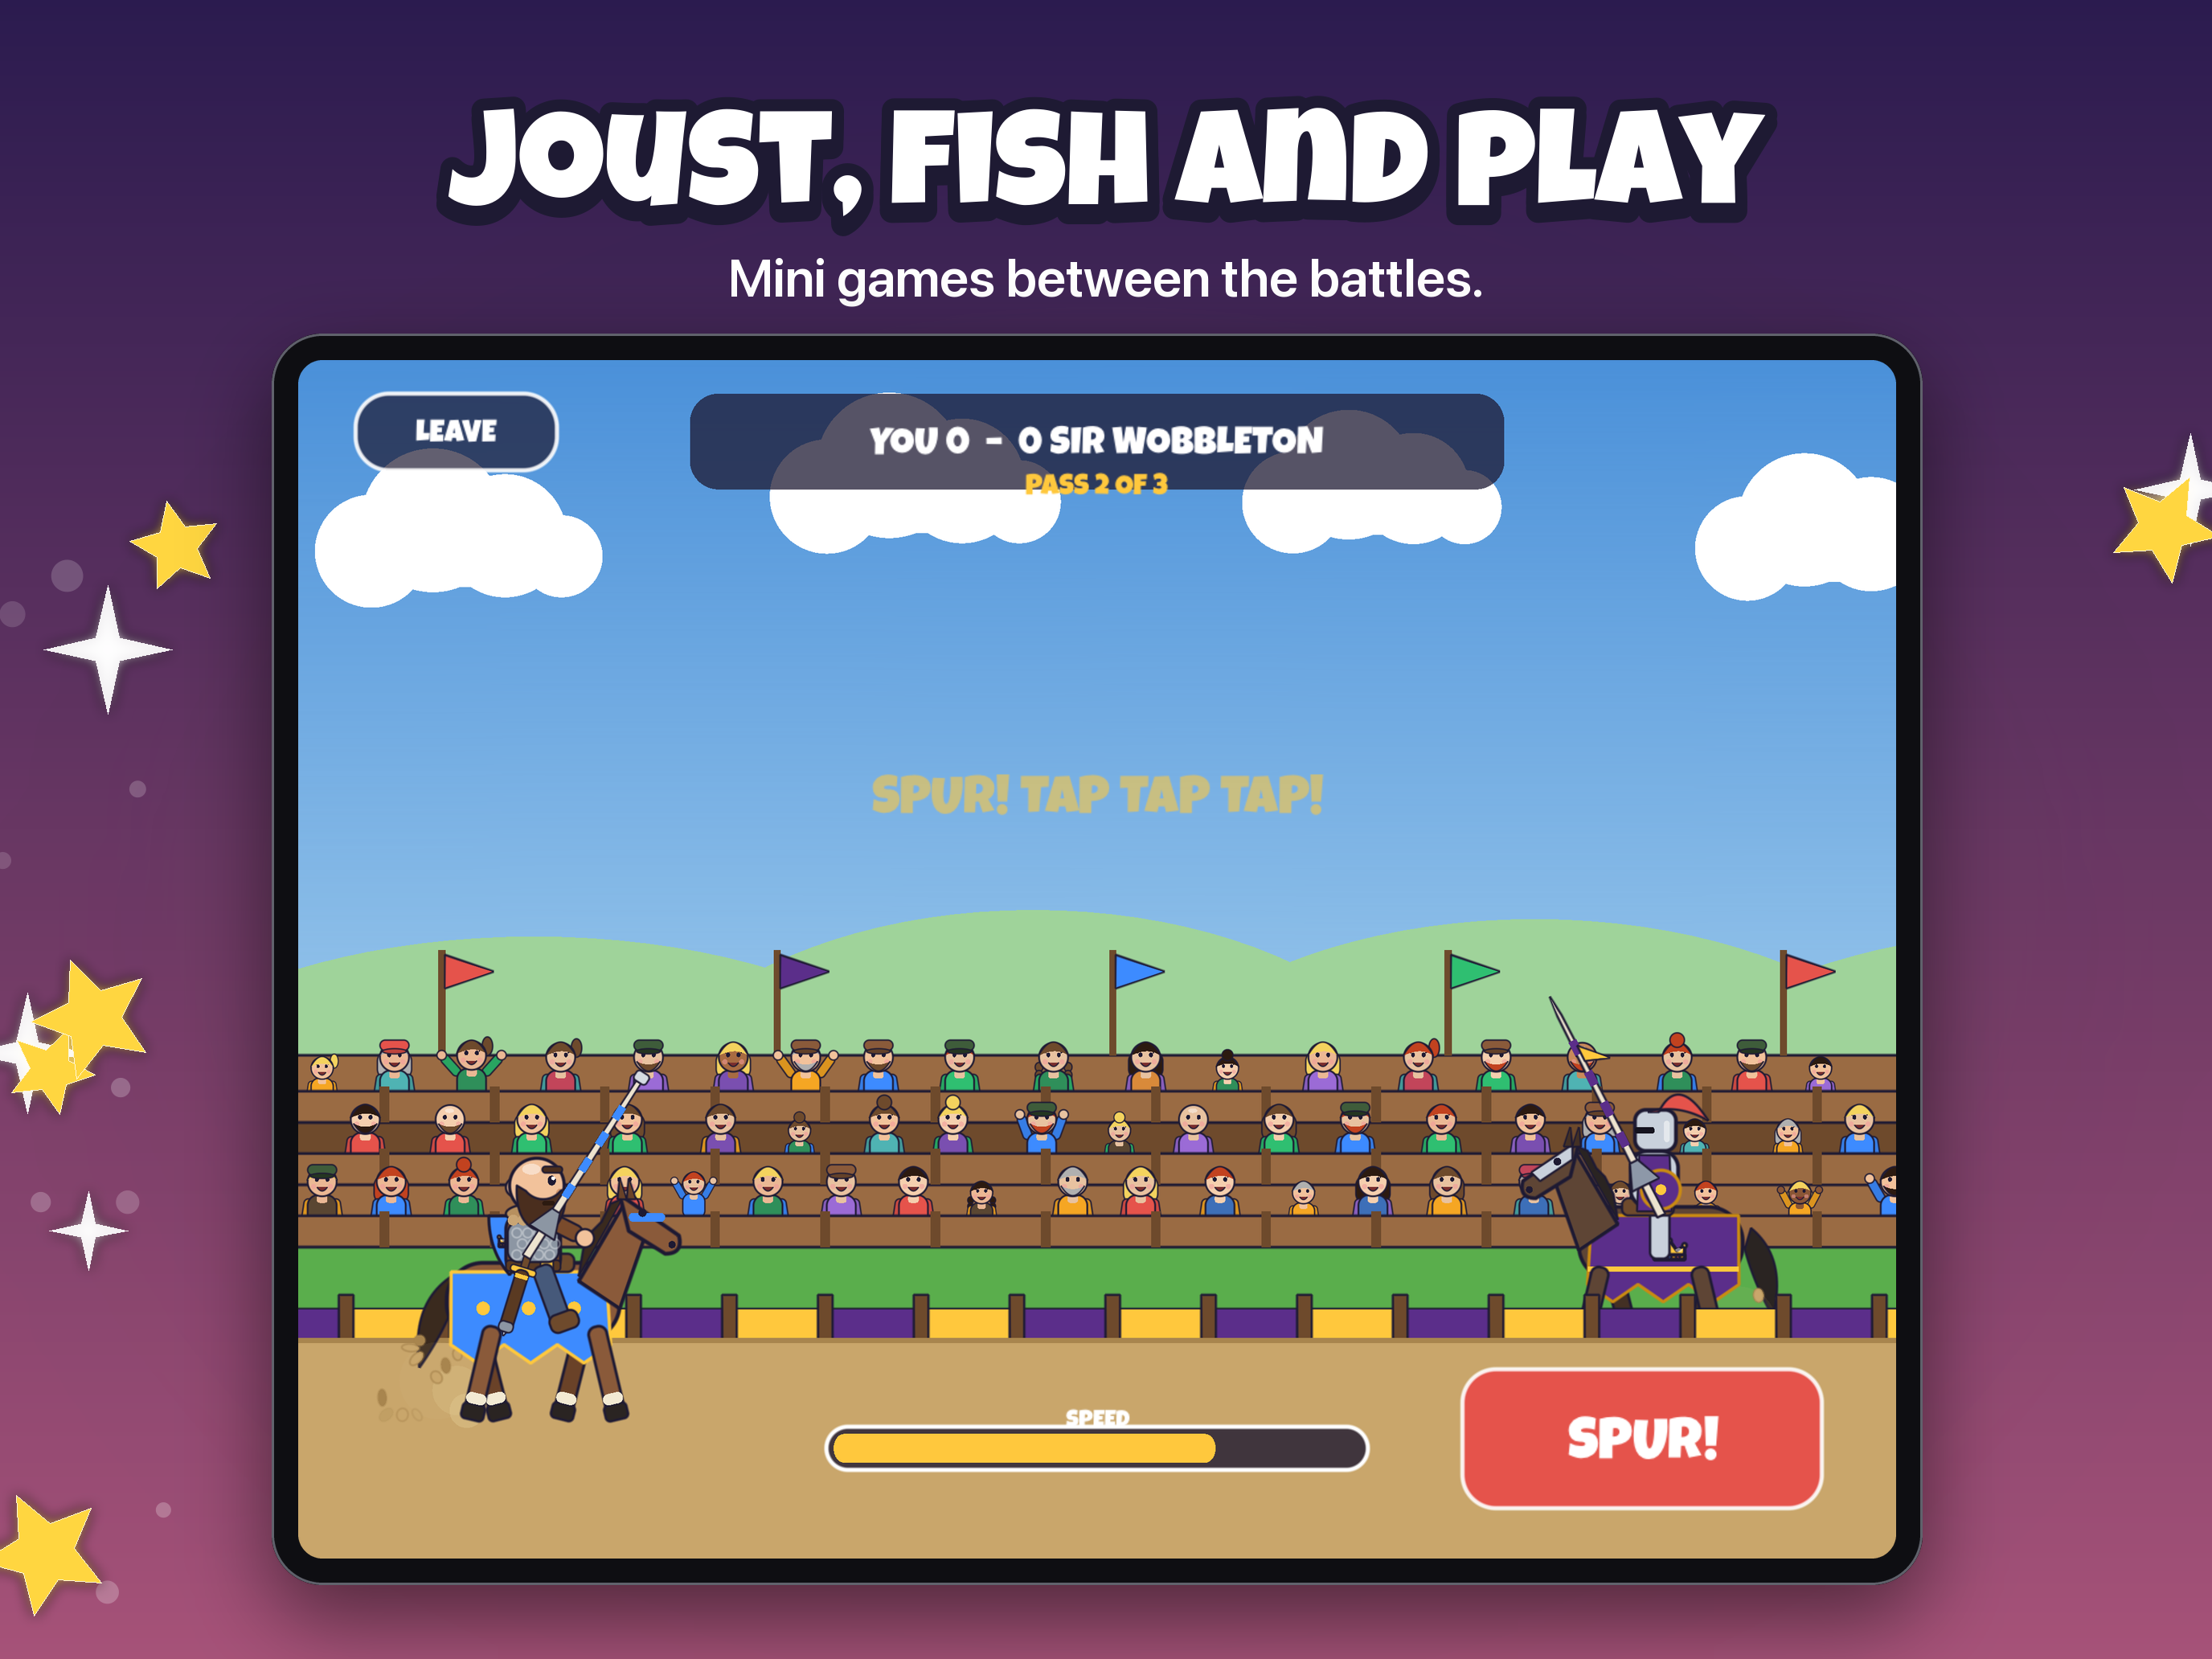 JOUST, FISH AND PLAY
Mini games between the battles.
LEAVE
YOU 0 - 0 SIR WOBBLETON
PASS 2 OF 3
SPUR! TAP TAP TAP!
SPEED
SPUR!